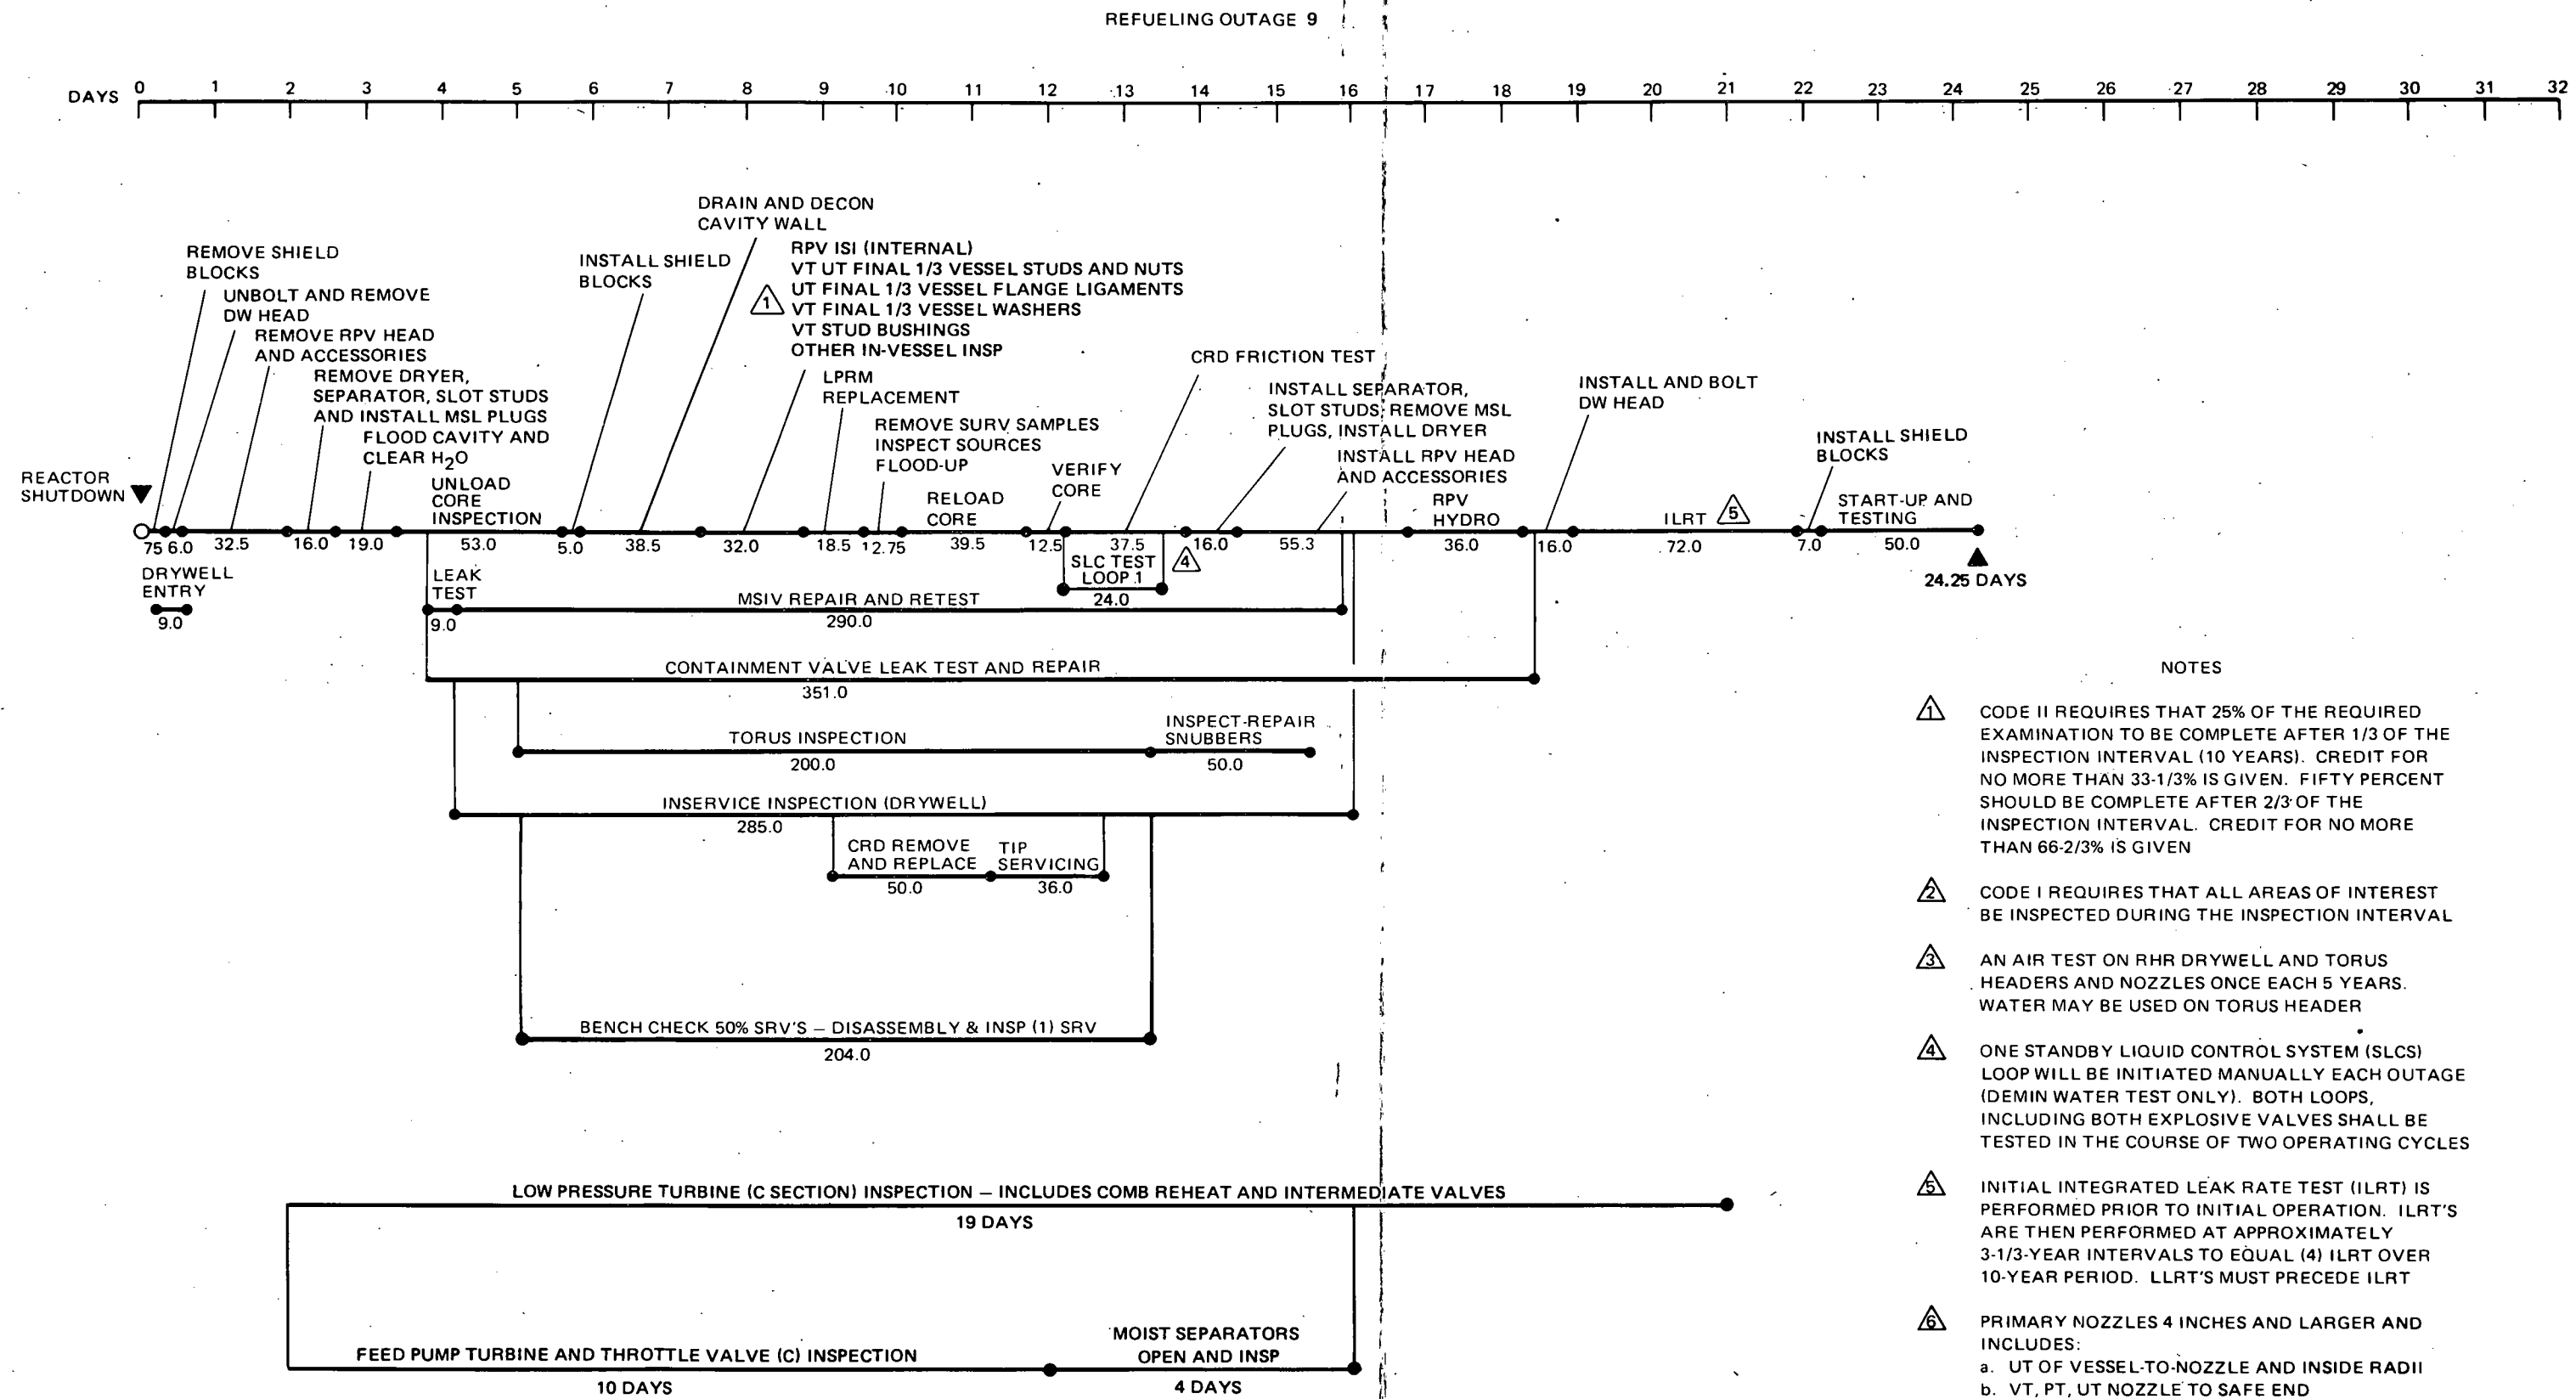 REFUELING OUTAGE 9
DAYS 0 1 2 3 4 5 6 7 8 9 10 11 12 13 14 15 16 17 18 19 20 21 22 23 24 25 26 27 28 29 30 31 32
DRAIN AND DECON
CAVITY WALL
REMOVE SHIELD
BLOCKS
UNBOLT AND REMOVE
DW HEAD
REMOVE RPV HEAD
AND ACCESSORIES
REMOVE DRYER,
SEPARATOR, SLOT STUDS
AND INSTALL MSL PLUGS
FLOOD CAVITY AND
CLEAR H2O
UNLOAD
CORE
INSPECTION
INSTALL SHIELD
BLOCKS
1
RPV ISI (INTERNAL)
VT UT FINAL 1/3 VESSEL STUDS AND NUTS
UT FINAL 1/3 VESSEL FLANGE LIGAMENTS
VT FINAL 1/3 VESSEL WASHERS
VT STUD BUSHINGS
OTHER IN-VESSEL INSP
LPRM
REPLACEMENT
REMOVE SURV SAMPLES
INSPECT SOURCES
FLOOD-UP
RELOAD
CORE
VERIFY
CORE
CRD FRICTION TEST
INSTALL SEPARATOR,
SLOT STUDS, REMOVE MSL
PLUGS, INSTALL DRYER
INSTALL RPV HEAD
AND ACCESSORIES
RPV
HYDRO
INSTALL AND BOLT
DW HEAD
ILRT 5
INSTALL SHIELD
BLOCKS
START-UP AND
TESTING
REACTOR
SHUTDOWN
75 6.0 32.5 16.0 19.0 53.0 5.0 38.5 32.0 18.5 12.75 39.5 12.5 37.5 16.0 55.3 36.0 16.0 72.0 7.0 50.0
24.25 DAYS
DRYWELL
ENTRY
9.0
LEAK
TEST
9.0
SLC TEST
LOOP 1
24.0
4
MSIV REPAIR AND RETEST
290.0
CONTAINMENT VALVE LEAK TEST AND REPAIR
351.0
TORUS INSPECTION
200.0
INSPECT-REPAIR
SNUBBERS
50.0
INSERVICE INSPECTION (DRYWELL)
285.0
CRD REMOVE
AND REPLACE
50.0
TIP
SERVICING
36.0
BENCH CHECK 50% SRV'S – DISASSEMBLY & INSP (1) SRV
204.0
LOW PRESSURE TURBINE (C SECTION) INSPECTION – INCLUDES COMB REHEAT AND INTERMEDIATE VALVES
19 DAYS
FEED PUMP TURBINE AND THROTTLE VALVE (C) INSPECTION
10 DAYS
MOIST SEPARATORS
OPEN AND INSP
4 DAYS
NOTES
1 CODE II REQUIRES THAT 25% OF THE REQUIRED
EXAMINATION TO BE COMPLETE AFTER 1/3 OF THE
INSPECTION INTERVAL (10 YEARS). CREDIT FOR
NO MORE THAN 33-1/3% IS GIVEN. FIFTY PERCENT
SHOULD BE COMPLETE AFTER 2/3 OF THE
INSPECTION INTERVAL. CREDIT FOR NO MORE
THAN 66-2/3% IS GIVEN
2 CODE I REQUIRES THAT ALL AREAS OF INTEREST
BE INSPECTED DURING THE INSPECTION INTERVAL
3 AN AIR TEST ON RHR DRYWELL AND TORUS
HEADERS AND NOZZLES ONCE EACH 5 YEARS.
WATER MAY BE USED ON TORUS HEADER
4 ONE STANDBY LIQUID CONTROL SYSTEM (SLCS)
LOOP WILL BE INITIATED MANUALLY EACH OUTAGE
(DEMIN WATER TEST ONLY). BOTH LOOPS,
INCLUDING BOTH EXPLOSIVE VALVES SHALL BE
TESTED IN THE COURSE OF TWO OPERATING CYCLES
5 INITIAL INTEGRATED LEAK RATE TEST (ILRT) IS
PERFORMED PRIOR TO INITIAL OPERATION. ILRT'S
ARE THEN PERFORMED AT APPROXIMATELY
3-1/3-YEAR INTERVALS TO EQUAL (4) ILRT OVER
10-YEAR PERIOD. LLRT'S MUST PRECEDE ILRT
6 PRIMARY NOZZLES 4 INCHES AND LARGER AND
INCLUDES:
a. UT OF VESSEL-TO-NOZZLE AND INSIDE RADII
b. VT, PT, UT NOZZLE TO SAFE END